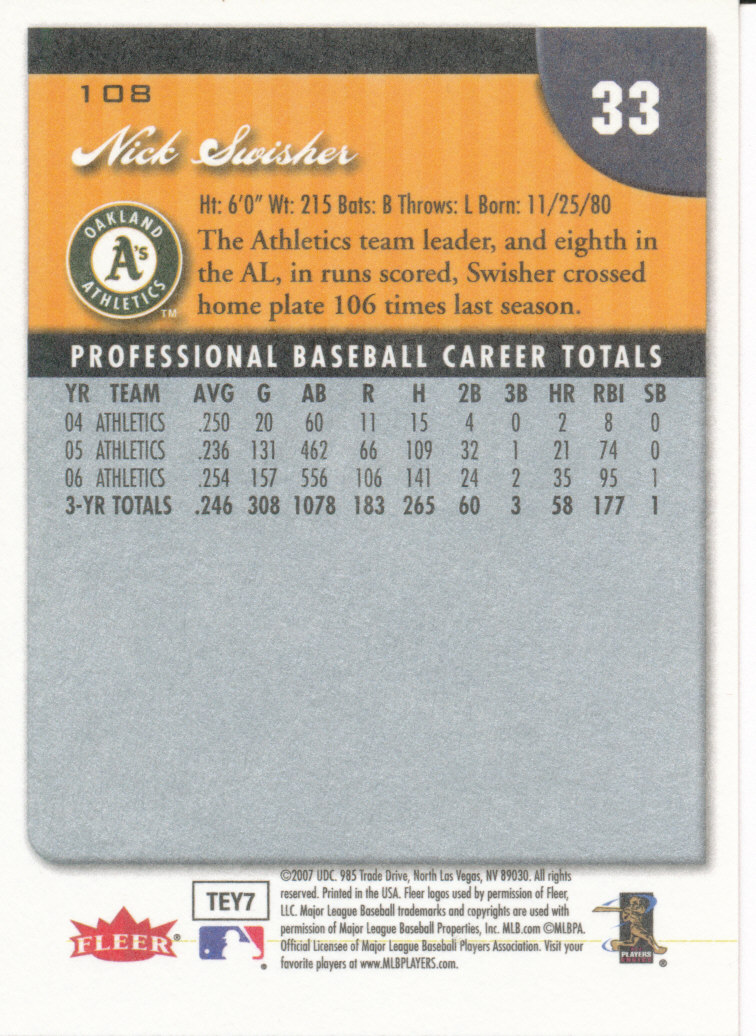 108
33
Nick Swisher
Ht: 6'0" Wt: 215 Bats: B Throws: L Born: 11/25/80
OAKLAND
A's
ATHLETICS
TM
The Athletics team leader, and eighth in
the AL, in runs scored, Swisher crossed
home plate 106 times last season.
PROFESSIONAL BASEBALL CAREER TOTALS
YR TEAM AVG G AB R H 2B 3B HR RBI SB
04 ATHLETICS .250 20 60 11 15 4 0 2 8 0
05 ATHLETICS .236 131 462 66 109 32 1 21 74 0
06 ATHLETICS .254 157 556 106 141 24 2 35 95 1
3-YR TOTALS .246 308 1078 183 265 60 3 58 177 1
TEY7
FLEER®
®
©2007 UDC. 985 Trade Drive, North Las Vegas, NV 89030. All rights
reserved. Printed in the USA. Fleer logos used by permission of Fleer,
LLC. Major League Baseball trademarks and copyrights are used with
permission of Major League Baseball Properties, Inc. MLB.com ©MLBPA.
Official Licensee of Major League Baseball Players Association. Visit your
favorite players at www.MLBPLAYERS.com.
PLAYERS
®